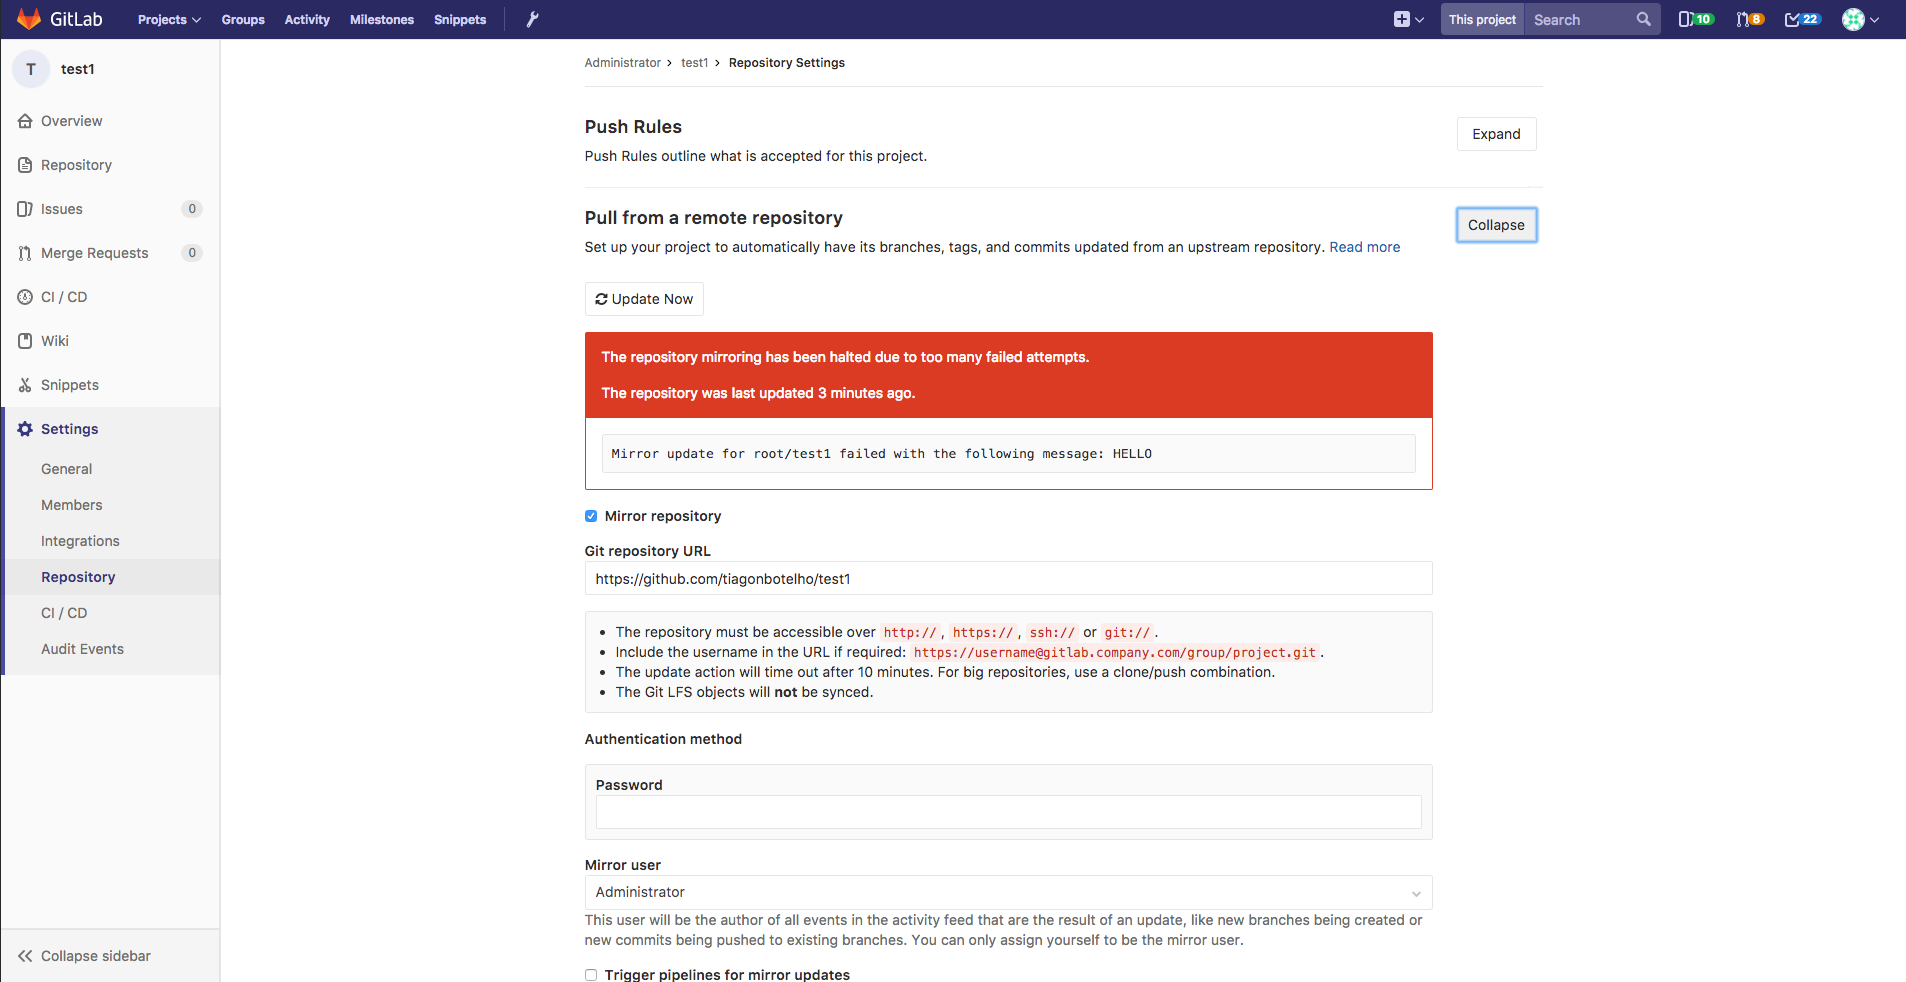 GitLab Projects Groups Activity Milestones Snippets This project Search 10 8 22
T test1
Overview
Repository
Issues 0
Merge Requests 0
CI / CD
Wiki
Snippets
Settings
General
Members
Integrations
Repository
CI / CD
Audit Events
Collapse sidebar
Administrator › test1 › Repository Settings
Push Rules
Expand
Push Rules outline what is accepted for this project.
Pull from a remote repository
Collapse
Set up your project to automatically have its branches, tags, and commits updated from an upstream repository. Read more
Update Now
The repository mirroring has been halted due to too many failed attempts.
The repository was last updated 3 minutes ago.
Mirror update for root/test1 failed with the following message: HELLO
Mirror repository
Git repository URL
https://github.com/tiagonbotelho/test1
• The repository must be accessible over http://, https://, ssh:// or git://.
• Include the username in the URL if required: https://username@gitlab.company.com/group/project.git.
• The update action will time out after 10 minutes. For big repositories, use a clone/push combination.
• The Git LFS objects will not be synced.
Authentication method
Password
Mirror user
Administrator
This user will be the author of all events in the activity feed that are the result of an update, like new branches being created or
new commits being pushed to existing branches. You can only assign yourself to be the mirror user.
Trigger pipelines for mirror updates